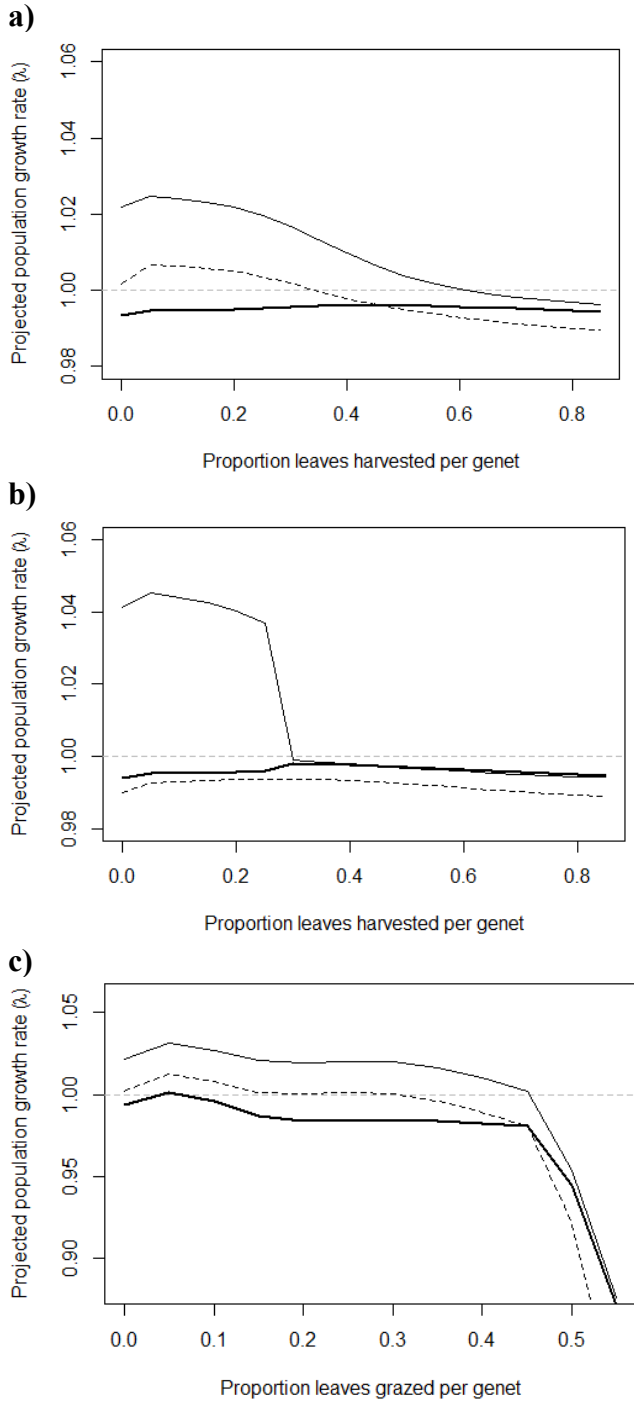 a)
Projected population growth rate (λ)
1.06
1.04
1.02
1.00
0.98
0.0 0.2 0.4 0.6 0.8
Proportion leaves harvested per genet
b)
Projected population growth rate (λ)
1.06
1.04
1.02
1.00
0.98
0.0 0.2 0.4 0.6 0.8
Proportion leaves harvested per genet
c)
Projected population growth rate (λ)
1.05
1.00
0.95
0.90
0.0 0.1 0.2 0.3 0.4 0.5
Proportion leaves grazed per genet